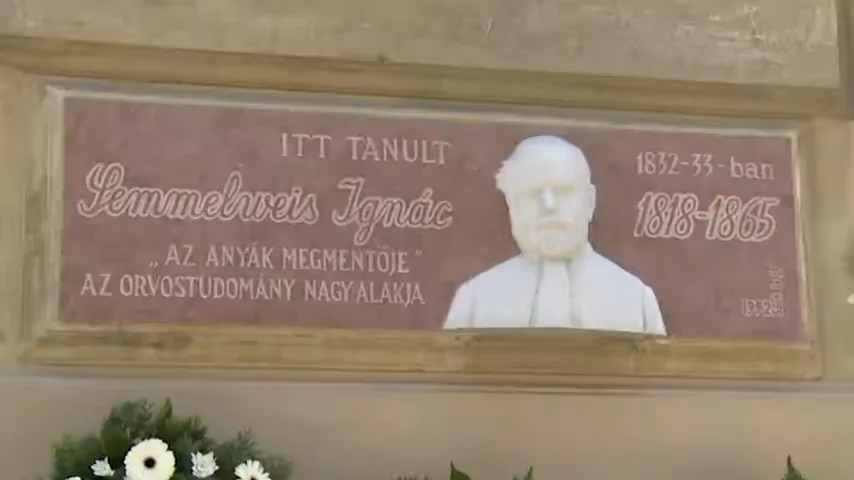 ITT TANULT 1832-33-ban
Semmelweis Ignác 1818-1865
„AZ ANYÁK MEGMENTŐJE"
AZ ORVOSTUDOMÁNY NAGYALAKJA